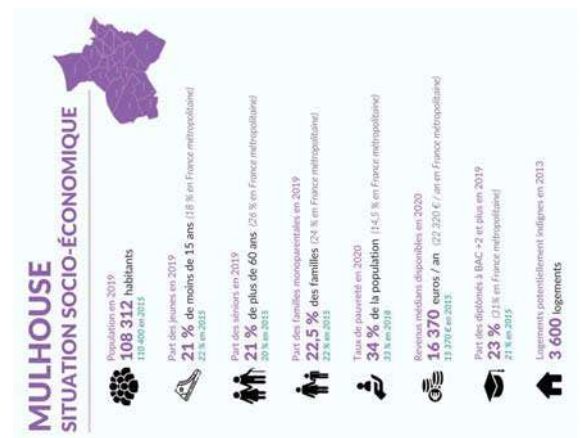 MULHOUSE
SITUATION SOCIO-ÉCONOMIQUE
Population en 2019
108 312 habitants
110 400 en 2015
Part des jeunes en 2019
21 % de moins de 15 ans (18 % en France métropolitaine)
22 % en 2015
Part des séniors en 2019
21 % de plus de 60 ans (26 % en France métropolitaine)
20 % en 2015
Part des familles monoparentales en 2019
22,5 % des familles (24 % en France métropolitaine)
22 % en 2015
Taux de pauvreté en 2020
34 % de la population (14,5 % en France métropolitaine)
33 % en 2018
Revenus médians disponibles en 2020
16 370 euros / an (22 320 € / an en France métropolitaine)
15 370 € en 2015
Part des diplômés à BAC +2 et plus en 2019
23 % (31% en France métropolitaine)
21 % en 2015
Logements potentiellement indignes en 2013
3 600 logements